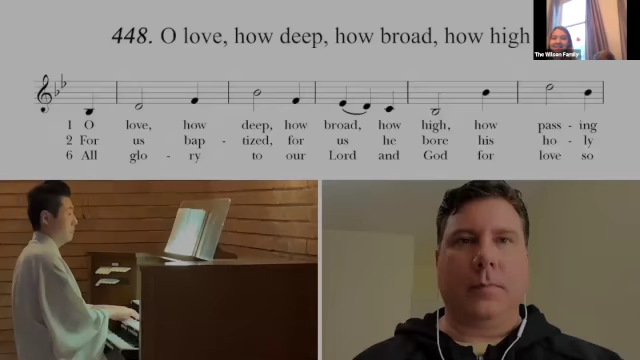 448. O love, how deep, how broad, how high
The Wilson Family
1 O love, how deep, how broad, how high, how pass - ing
2 For us bap - tized, for us he bore his ho - ly
6 All glo - ry to our Lord and God for love so